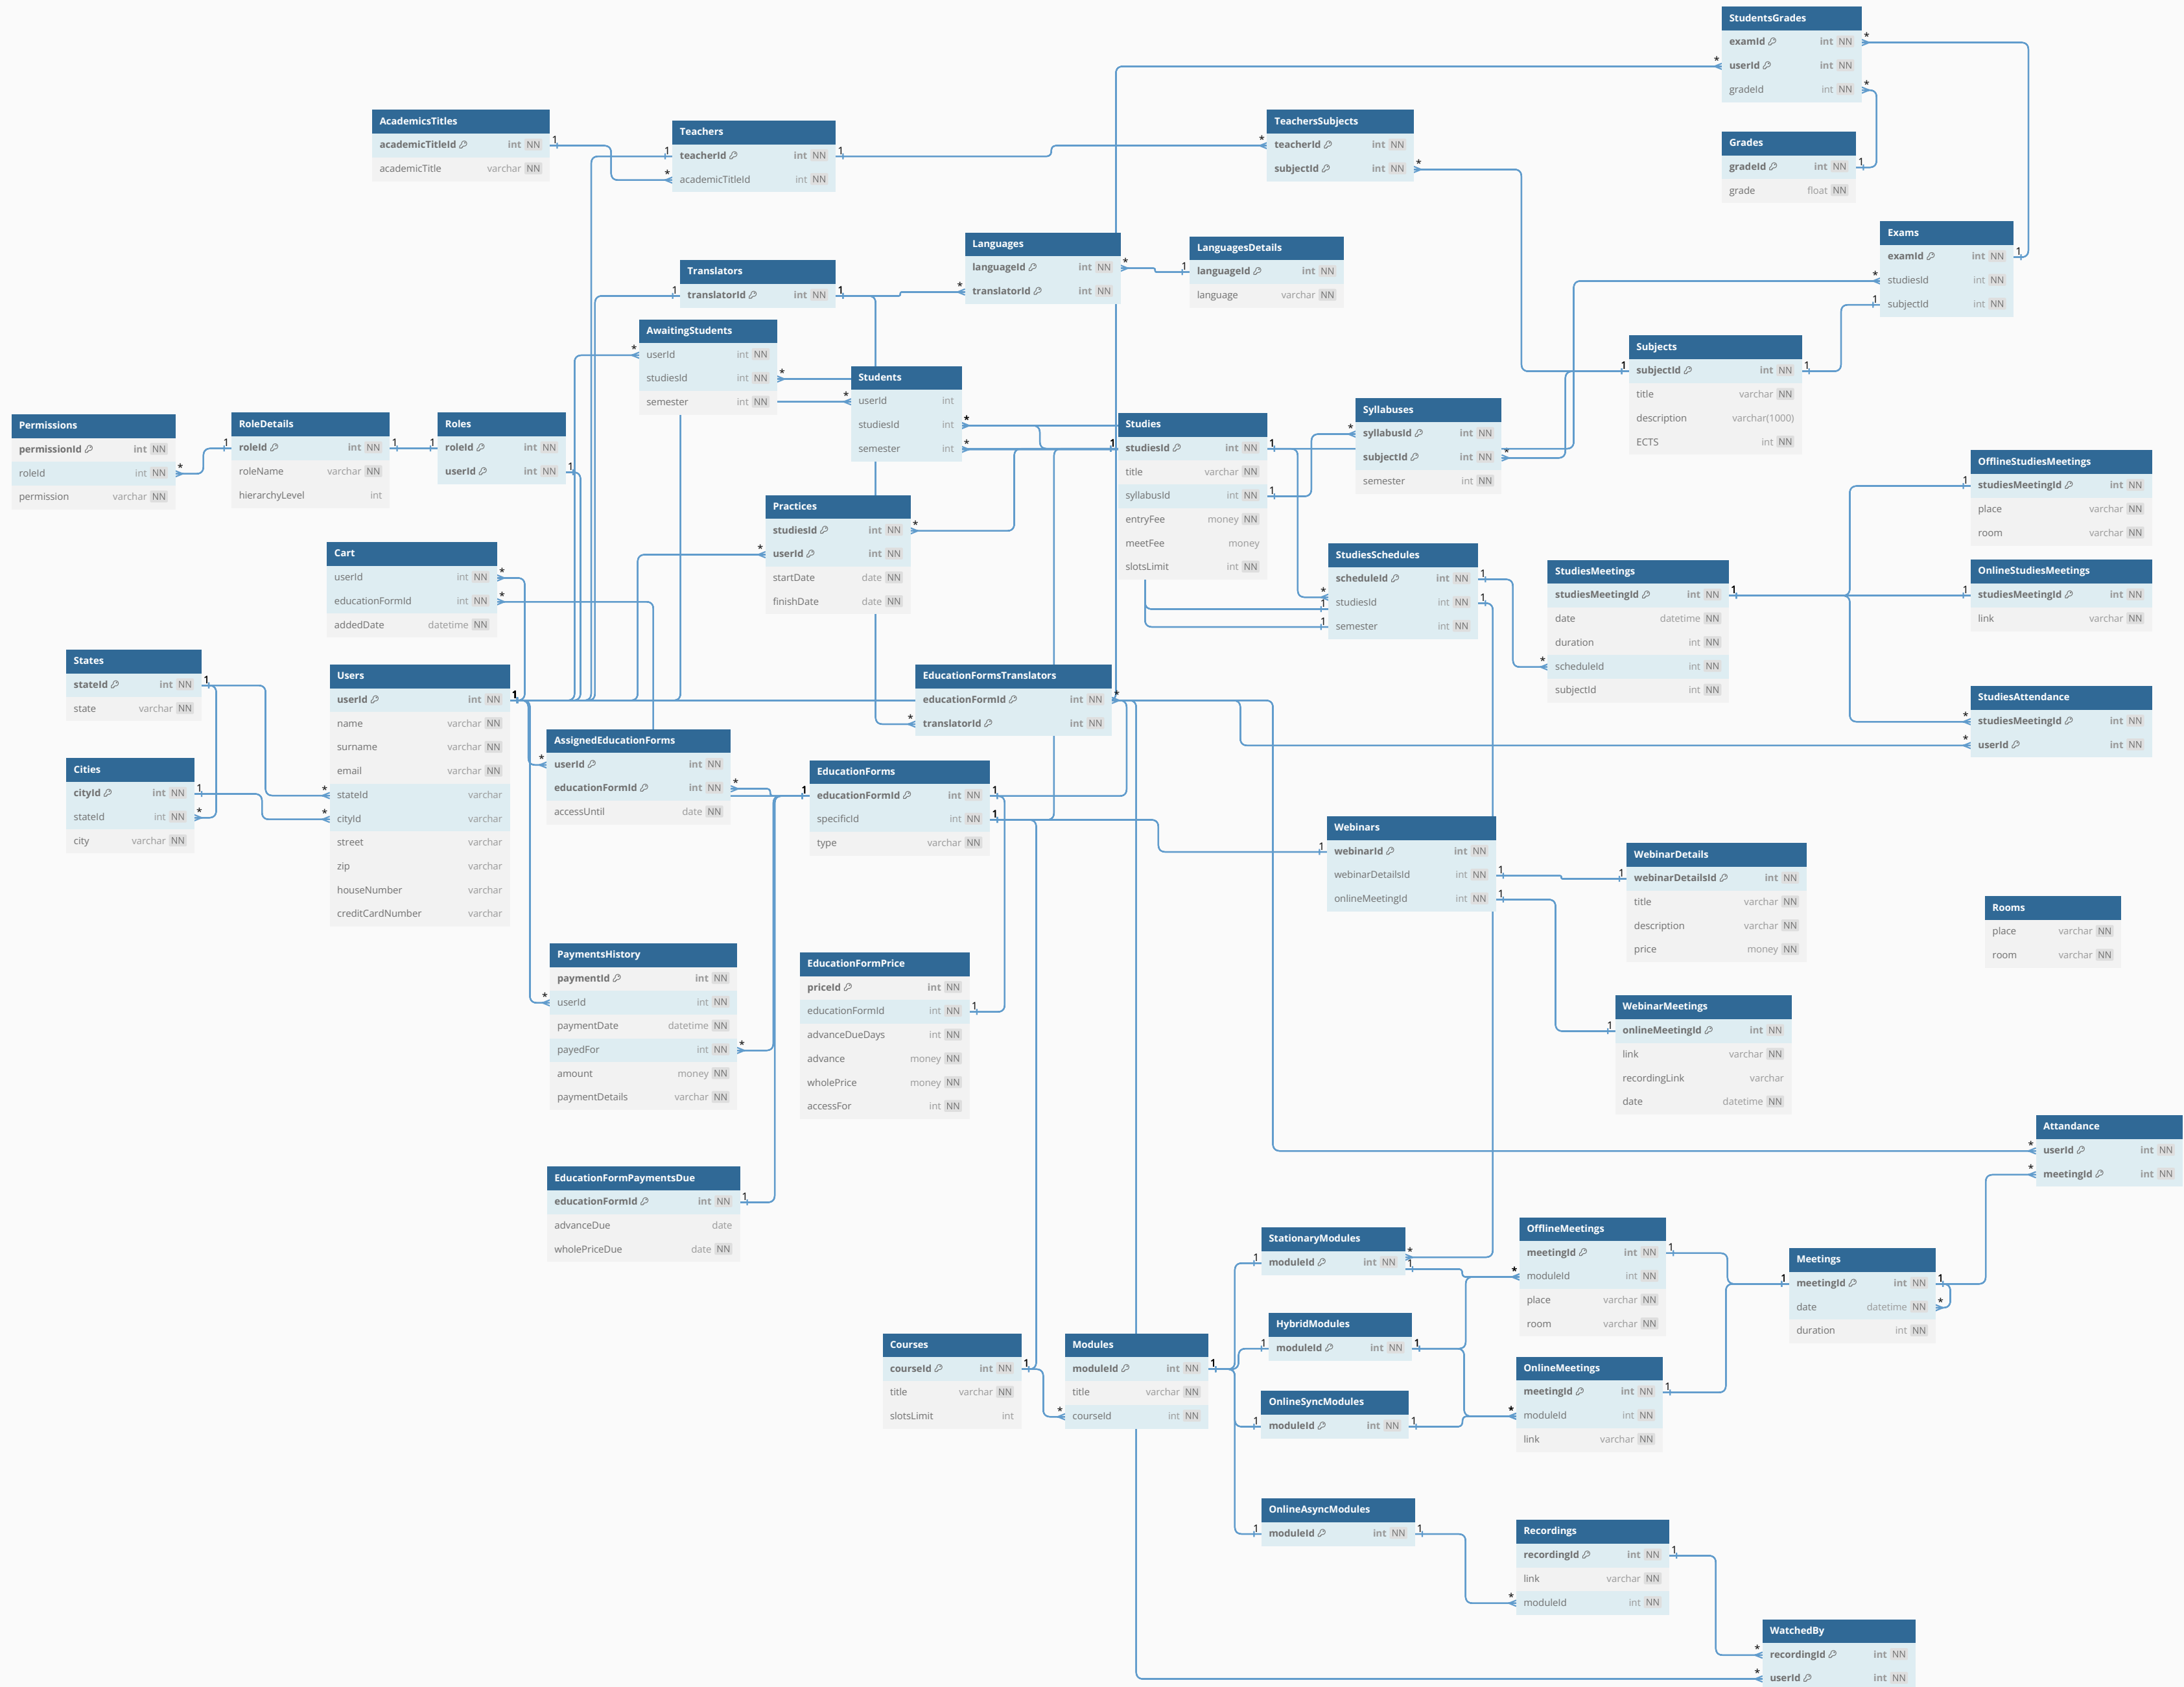 StudentsGrades
examId int NN
userId int NN
gradeId int NN
AcademicsTitles
academicTitleId int NN
academicTitle varchar NN
Teachers
teacherId int NN
academicTitleId int NN
TeachersSubjects
teacherId int NN
subjectId int NN
Grades
gradeId int NN
grade float NN
Exams
examId int NN
studiesId int NN
subjectId int NN
Languages
languageId int NN
translatorId int NN
LanguagesDetails
languageId int NN
language varchar NN
Translators
translatorId int NN
AwaitingStudents
userId int NN
studiesId int NN
semester int NN
Students
userId int
studiesId int
semester int
Subjects
subjectId int NN
title varchar NN
description varchar(1000)
ECTS int NN
Permissions
permissionId int NN
roleId int NN
permission varchar NN
RoleDetails
roleId int NN
roleName varchar NN
hierarchyLevel int
Roles
roleId int NN
userId int NN
Studies
studiesId int NN
title varchar NN
syllabusId int NN
entryFee money NN
meetFee money
slotsLimit int NN
Syllabuses
syllabusId int NN
subjectId int NN
semester int NN
OfflineStudiesMeetings
studiesMeetingId int NN
place varchar NN
room varchar NN
Practices
studiesId int NN
userId int NN
startDate date NN
finishDate date NN
Cart
userId int NN
educationFormId int NN
addedDate datetime NN
StudiesSchedules
scheduleId int NN
studiesId int NN
semester int NN
StudiesMeetings
studiesMeetingId int NN
date datetime NN
duration int NN
scheduleId int NN
subjectId int NN
OnlineStudiesMeetings
studiesMeetingId int NN
link varchar NN
States
stateId int NN
state varchar NN
Users
userId int NN
name varchar NN
surname varchar NN
email varchar NN
stateId varchar
cityId varchar
street varchar
zip varchar
houseNumber varchar
creditCardNumber varchar
EducationFormsTranslators
educationFormId int NN
translatorId int NN
StudiesAttendance
studiesMeetingId int NN
userId int NN
Cities
cityId int NN
stateId int NN
city varchar NN
AssignedEducationForms
userId int NN
educationFormId int NN
accessUntil date NN
EducationForms
educationFormId int NN
specificId int NN
type varchar NN
Webinars
webinarId int NN
webinarDetailsId int NN
onlineMeetingId int NN
WebinarDetails
webinarDetailsId int NN
title varchar NN
description varchar NN
price money NN
Rooms
place varchar NN
room varchar NN
PaymentsHistory
paymentId int NN
userId int NN
paymentDate datetime NN
payedFor int NN
amount money NN
paymentDetails varchar NN
EducationFormPrice
priceId int NN
educationFormId int NN
advanceDueDays int NN
advance money NN
wholePrice money NN
accessFor int NN
WebinarMeetings
onlineMeetingId int NN
link varchar NN
recordingLink varchar
date datetime NN
Attandance
userId int NN
meetingId int NN
EducationFormPaymentsDue
educationFormId int NN
advanceDue date
wholePriceDue date NN
StationaryModules
moduleId int NN
OfflineMeetings
meetingId int NN
moduleId int NN
place varchar NN
room varchar NN
Meetings
meetingId int NN
date datetime NN
duration int NN
HybridModules
moduleId int NN
Courses
courseId int NN
title varchar NN
slotsLimit int
Modules
moduleId int NN
title varchar NN
courseId int NN
OnlineMeetings
meetingId int NN
moduleId int NN
link varchar NN
OnlineSyncModules
moduleId int NN
OnlineAsyncModules
moduleId int NN
Recordings
recordingId int NN
link varchar NN
moduleId int NN
WatchedBy
recordingId int NN
userId int NN